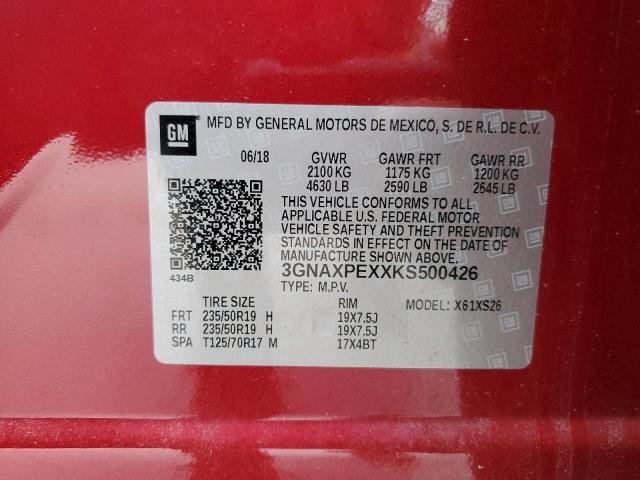 GM MFD BY GENERAL MOTORS DE MEXICO, S. DE R.L. DE C.V.
06/18 GVWR GAWR FRT GAWR RR
2100 KG 1175 KG 1200 KG
4630 LB 2590 LB 2645 LB
THIS VEHICLE CONFORMS TO ALL
APPLICABLE U.S. FEDERAL MOTOR
VEHICLE SAFETY AND THEFT PREVENTION
STANDARDS IN EFFECT ON THE DATE OF
MANUFACTURE SHOWN ABOVE.
434B 3GNAXPEXXKS500426
TYPE: M.P.V.
TIRE SIZE RIM MODEL: X61XS26
FRT 235/50R19 H 19X7.5J
RR 235/50R19 H 19X7.5J
SPA T125/70R17 M 17X4BT